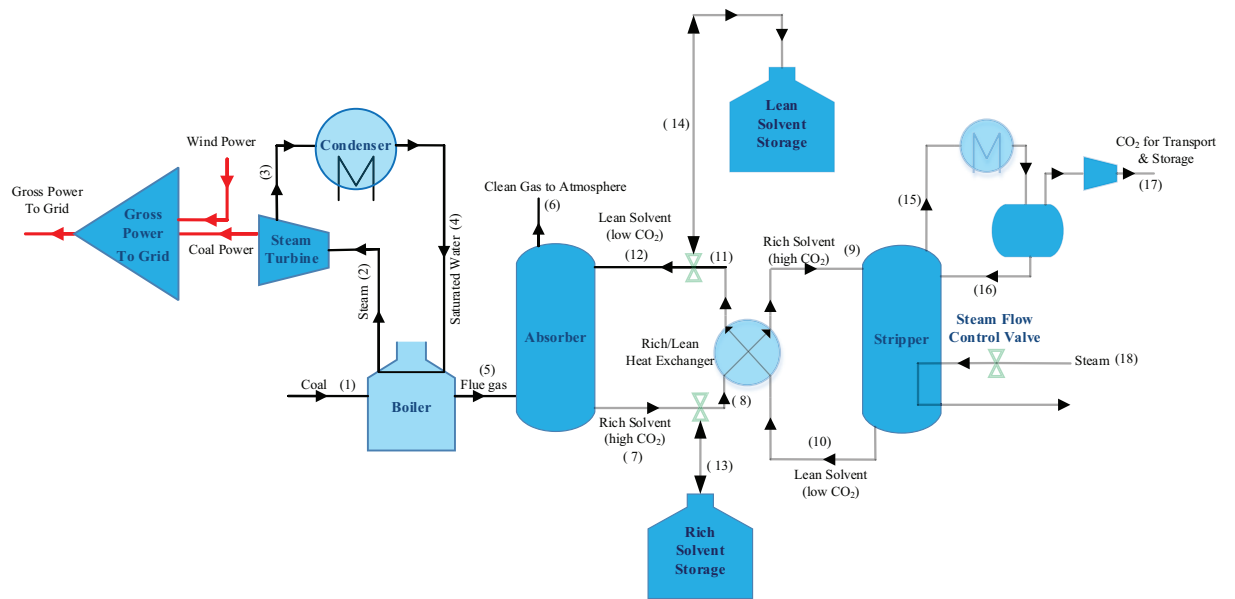 Wind Power
Gross Power
To Grid
Gross
Power
To Grid
Coal Power
Steam
Turbine
(3)
Condenser
Steam (2)
Saturated Water (4)
Coal (1)
Boiler
(5)
Flue gas
Clean Gas to Atmosphere
(6)
Absorber
Lean Solvent
(low CO₂)
(12)
(11)
( 14)
Lean
Solvent
Storage
Rich/Lean
Heat Exchanger
Rich Solvent
(high CO₂)
( 7)
( 8)
( 13)
Rich
Solvent
Storage
Rich Solvent (9)
(high CO₂)
(10)
Lean Solvent
(low CO₂)
Stripper
(15)
(16)
CO₂ for Transport
& Storage
(17)
Steam Flow
Control Valve
Steam (18)